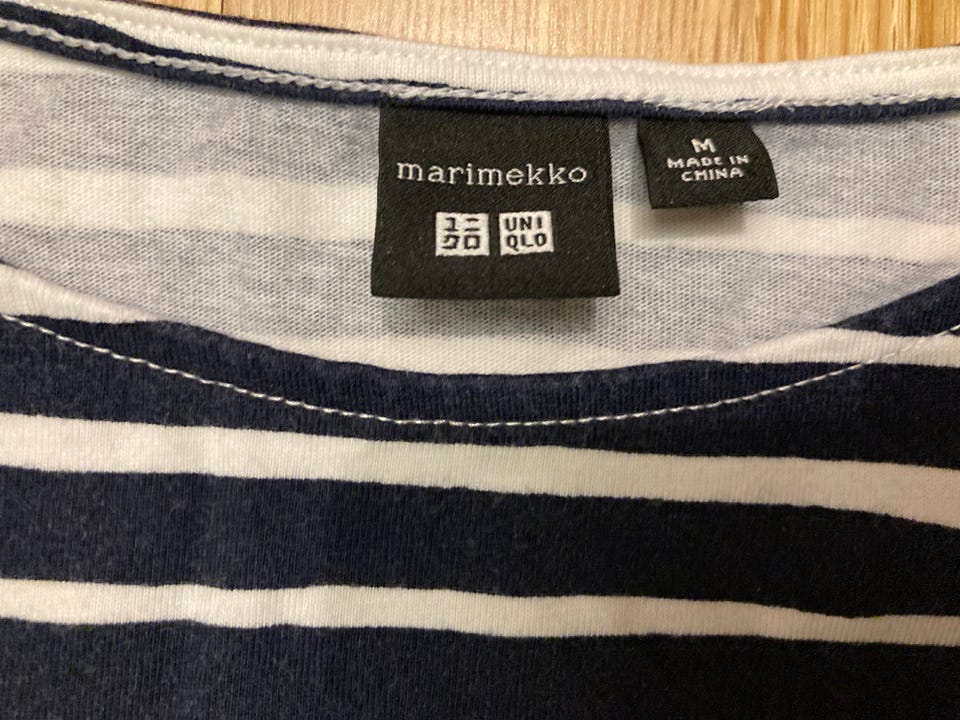 marimekko
ユニ UNI
クロ QLO
M
MADE IN
CHINA